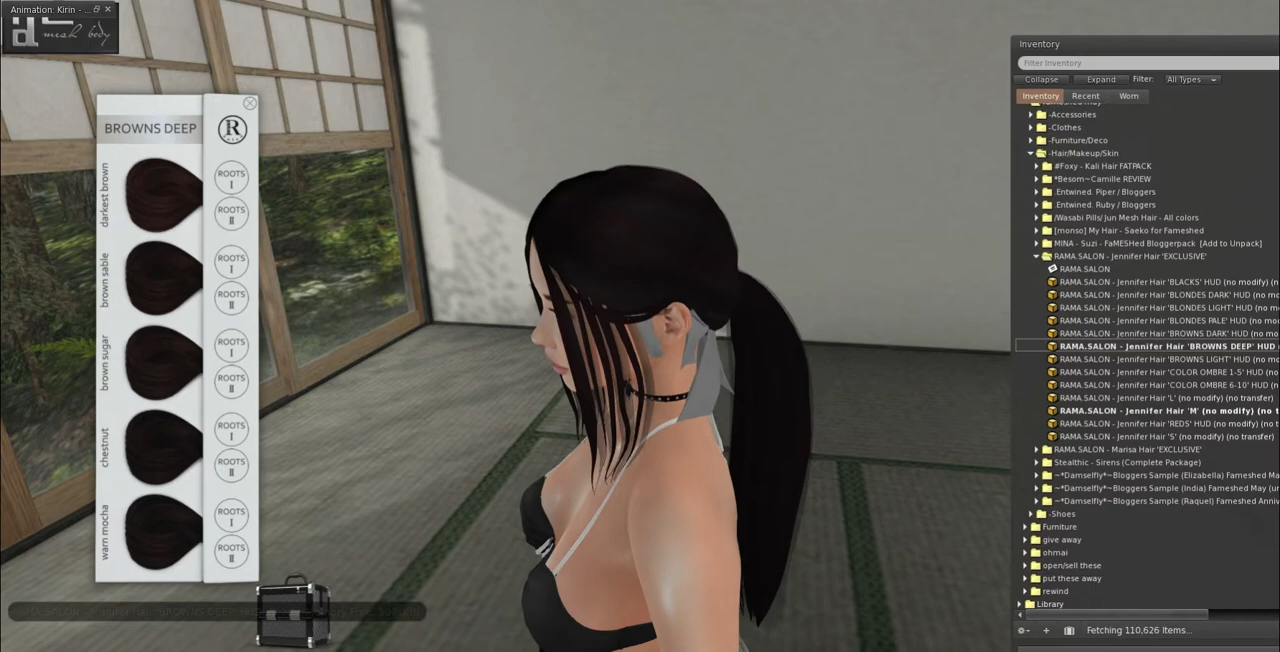 Animation: Kirin - ...
mesh body
BROWNS DEEP
R
darkest brown
ROOTS
I
ROOTS
II
brown sable
ROOTS
I
ROOTS
II
brown sugar
ROOTS
I
ROOTS
II
chestnut
ROOTS
I
ROOTS
II
warn mocha
ROOTS
I
ROOTS
II
Inventory
Filter Inventory
Collapse Expand Filter: All Types
Inventory Recent Worn
-Accessories
-Clothes
-Furniture/Deco
-Hair/Makeup/Skin
#Foxy - Kali Hair FATPACK
*Besom~Camille REVIEW
.Entwined. Piper / Bloggers
.Entwined. Ruby / Bloggers
/Wasabi Pills/ Jun Mesh Hair - All colors
[monso] My Hair - Saeko for Fameshed
MINA - Suzi - FaMESHed Bloggerpack [Add to Unpack]
RAMA.SALON - Jennifer Hair 'EXCLUSIVE'
RAMA.SALON
RAMA.SALON - Jennifer Hair 'BLACKS' HUD (no modify) (n
RAMA.SALON - Jennifer Hair 'BLONDES DARK' HUD (no mo
RAMA.SALON - Jennifer Hair 'BLONDES LIGHT' HUD (no m
RAMA.SALON - Jennifer Hair 'BLONDES PALE' HUD (no mo
RAMA.SALON - Jennifer Hair 'BROWNS DARK' HUD (no mo
RAMA.SALON - Jennifer Hair 'BROWNS DEEP' HUD (
RAMA.SALON - Jennifer Hair 'BROWNS LIGHT' HUD (no m
RAMA.SALON - Jennifer Hair 'COLOR OMBRE 1-5' HUD (no
RAMA.SALON - Jennifer Hair 'COLOR OMBRE 6-10' HUD (n
RAMA.SALON - Jennifer Hair 'L' (no modify) (no transfer)
RAMA.SALON - Jennifer Hair 'M' (no modify) (no t
RAMA.SALON - Jennifer Hair 'REDS' HUD (no modify) (no t
RAMA.SALON - Jennifer Hair 'S' (no modify) (no transfer)
RAMA.SALON - Marisa Hair 'EXCLUSIVE'
Stealthic - Sirens (Complete Package)
~*Damselfly*~Bloggers Sample (Elizabella) Fameshed Ma
~*Damselfly*~Bloggers Sample (India) Fameshed May (u
~*Damselfly*~Bloggers Sample (Raquel) Fameshed Anniv
-Shoes
Furniture
give away
ohmai
open/sell these
put these away
rewind
Library
Fetching 110,626 Items...